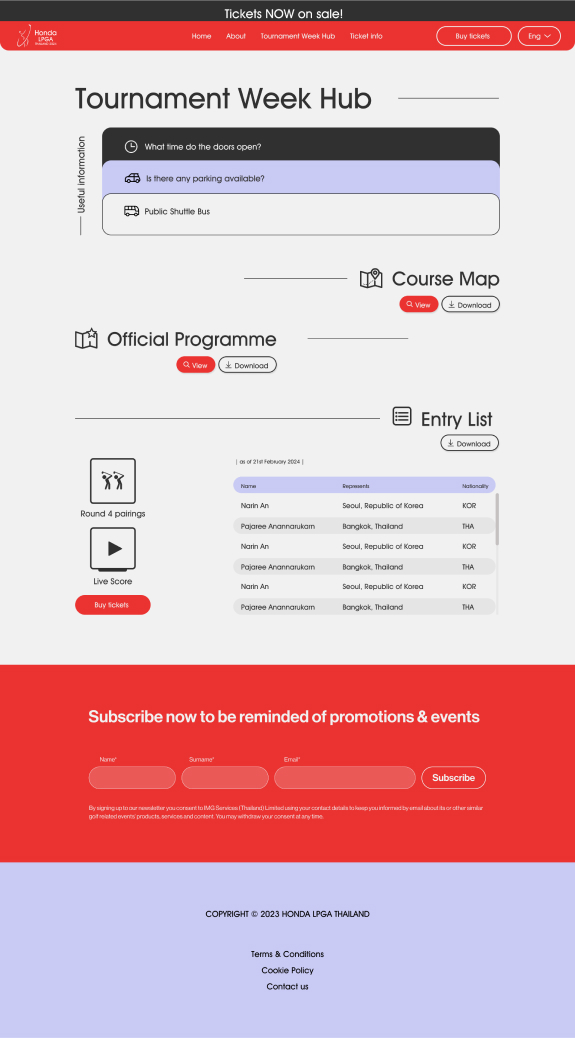 Tickets NOW on sale!
Honda
LPGA
THAILAND 2024
Home About Tournament Week Hub Ticket info
Buy tickets
Eng
Tournament Week Hub
Useful information
What time do the doors open?
Is there any parking available?
Public Shuttle Bus
Course Map
View Download
Official Programme
View Download
Entry List
Download
| as of 21st February 2024 |
Round 4 pairings
Live Score
Buy tickets
Name Represents Nationality
Narin An Seoul, Republic of Korea KOR
Pajaree Anannarukarn Bangkok, Thailand THA
Narin An Seoul, Republic of Korea KOR
Pajaree Anannarukarn Bangkok, Thailand THA
Narin An Seoul, Republic of Korea KOR
Pajaree Anannarukarn Bangkok, Thailand THA
Subscribe now to be reminded of promotions & events
Name* Surname* Email*
Subscribe
By signing up to our newsletter you consent to IMG Services (Thailand) Limited using your contact details to keep you informed by email about its or other similar
golf related events' products, services and content. You may withdraw your consent at any time.
COPYRIGHT © 2023 HONDA LPGA THAILAND
Terms & Conditions
Cookie Policy
Contact us